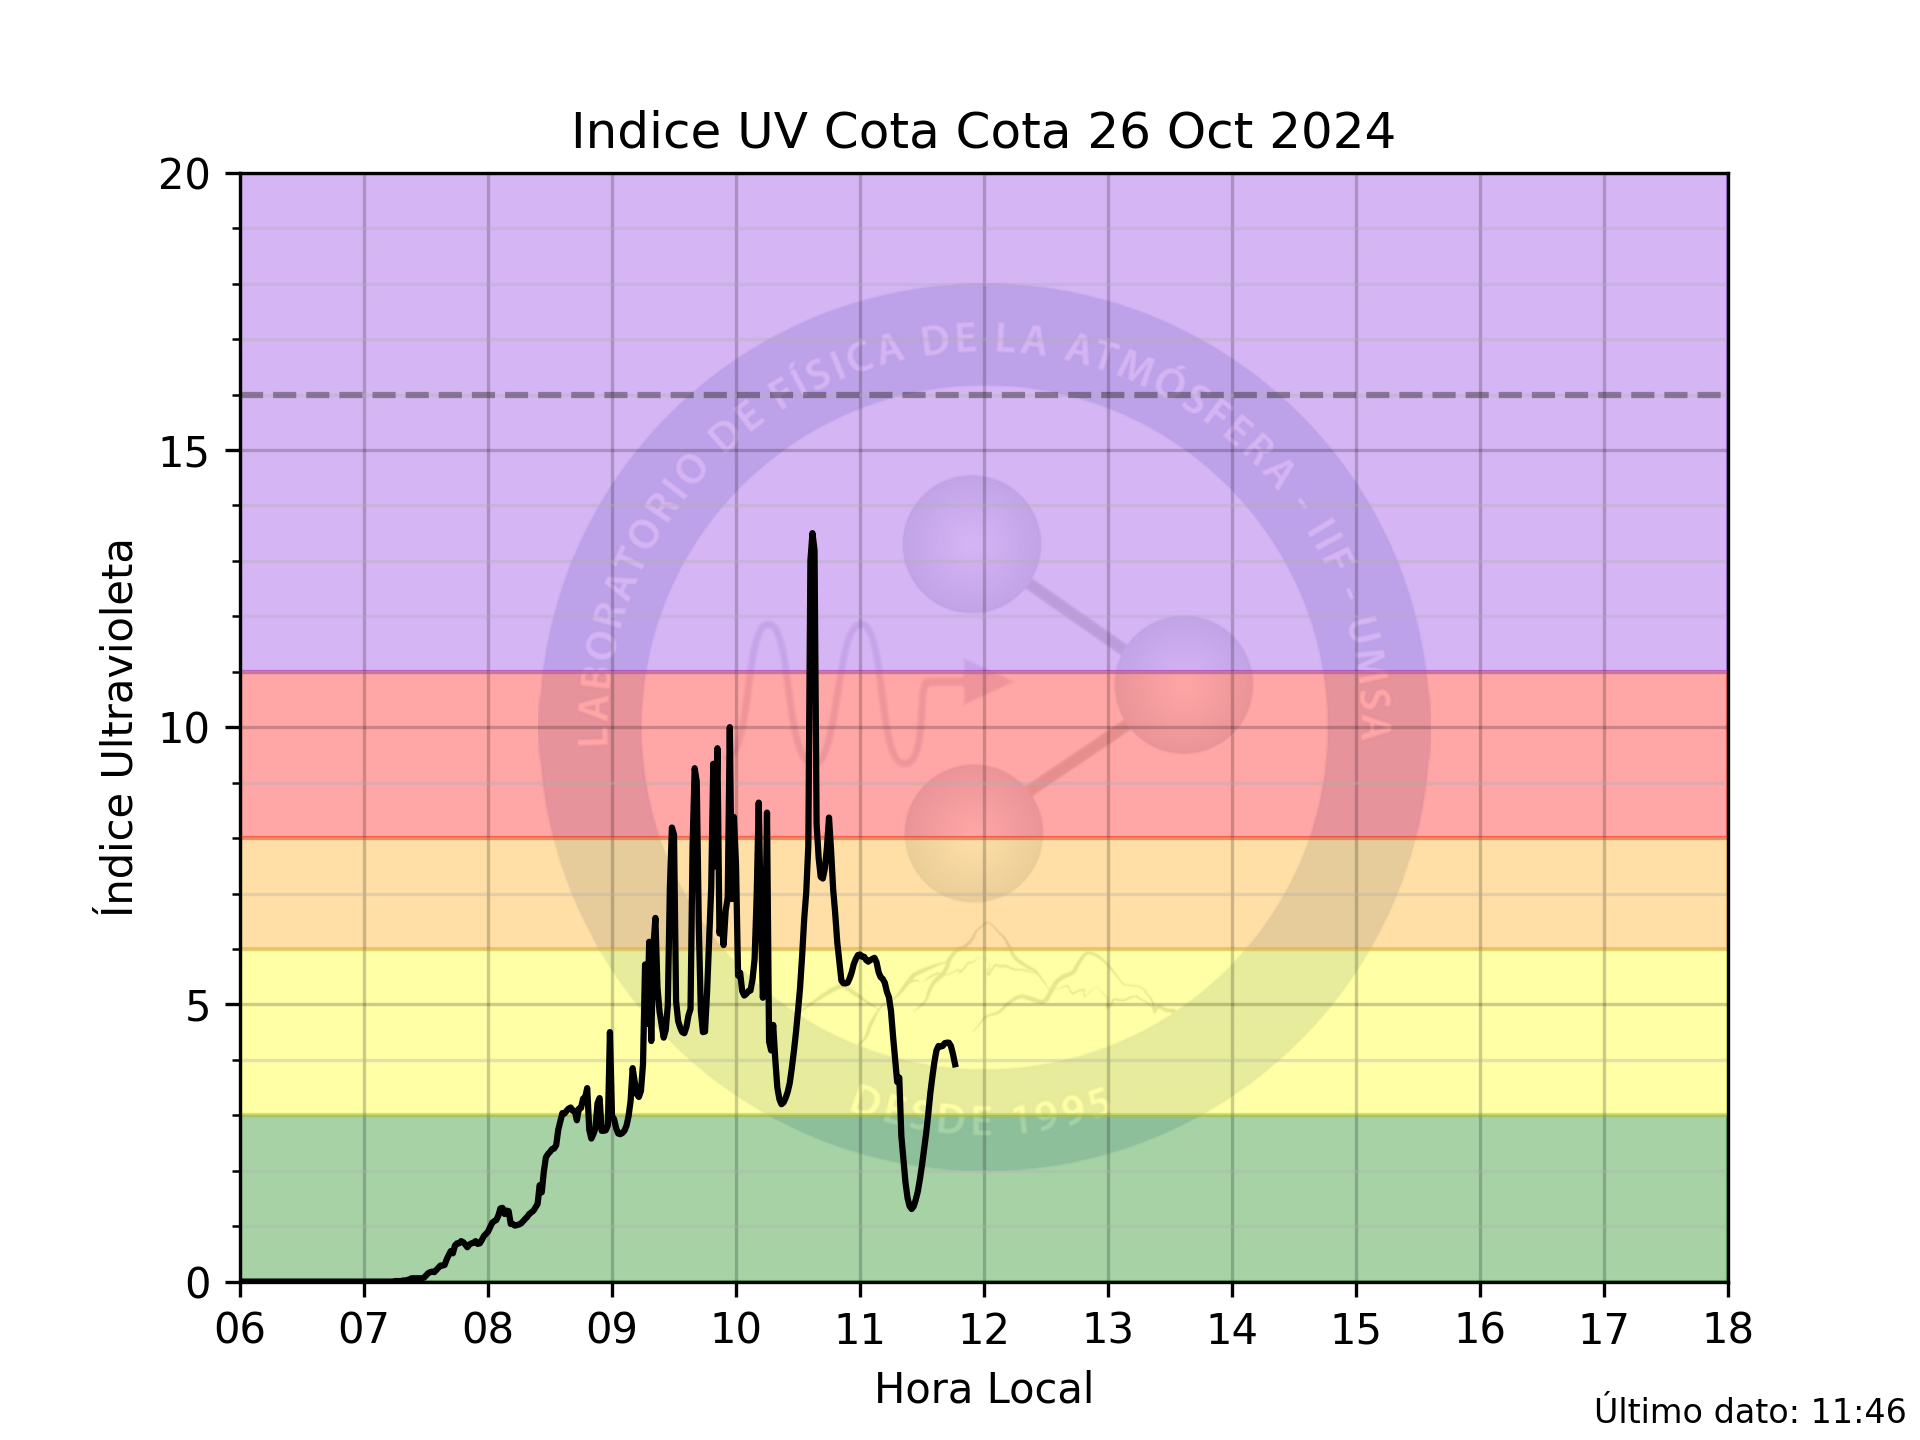 Indice UV Cota Cota 26 Oct 2024
20
15
10
5
0
Índice Ultravioleta
LABORATORIO DE FÍSICA DE LA ATMÓSFERA - IIF - UMSA
DESDE 1995
06 07 08 09 10 11 12 13 14 15 16 17 18
Hora Local
Último dato: 11:46